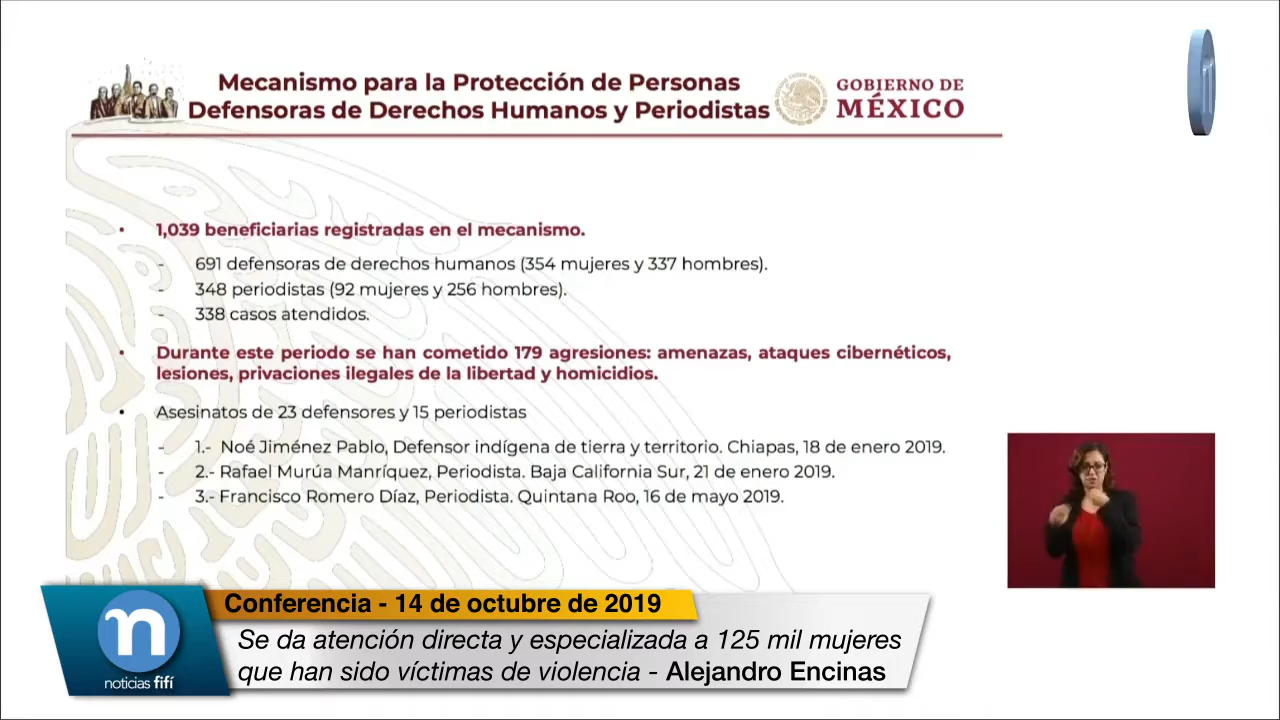 Mecanismo para la Protección de Personas
Defensoras de Derechos Humanos y Periodistas
GOBIERNO DE
MÉXICO
• 1,039 beneficiarias registradas en el mecanismo.
- 691 defensoras de derechos humanos (354 mujeres y 337 hombres).
- 348 periodistas (92 mujeres y 256 hombres).
- 338 casos atendidos.
• Durante este periodo se han cometido 179 agresiones: amenazas, ataques cibernéticos,
lesiones, privaciones ilegales de la libertad y homicidios.
• Asesinatos de 23 defensores y 15 periodistas
- 1.- Noé Jiménez Pablo, Defensor indígena de tierra y territorio. Chiapas, 18 de enero 2019.
- 2.- Rafael Murúa Manríquez, Periodista. Baja California Sur, 21 de enero 2019.
- 3.- Francisco Romero Díaz, Periodista. Quintana Roo, 16 de mayo 2019.
Conferencia - 14 de octubre de 2019
Se da atención directa y especializada a 125 mil mujeres
que han sido víctimas de violencia - Alejandro Encinas
n
noticias fifí